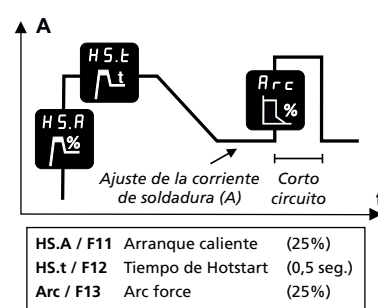 A
HS.t
t
HS.A
%
Arc
%
Ajuste de la corriente
de soldadura (A)
Corto
circuito
t
HS.A / F11 Arranque caliente (25%)
HS.t / F12 Tiempo de Hotstart (0,5 seg.)
Arc / F13 Arc force (25%)